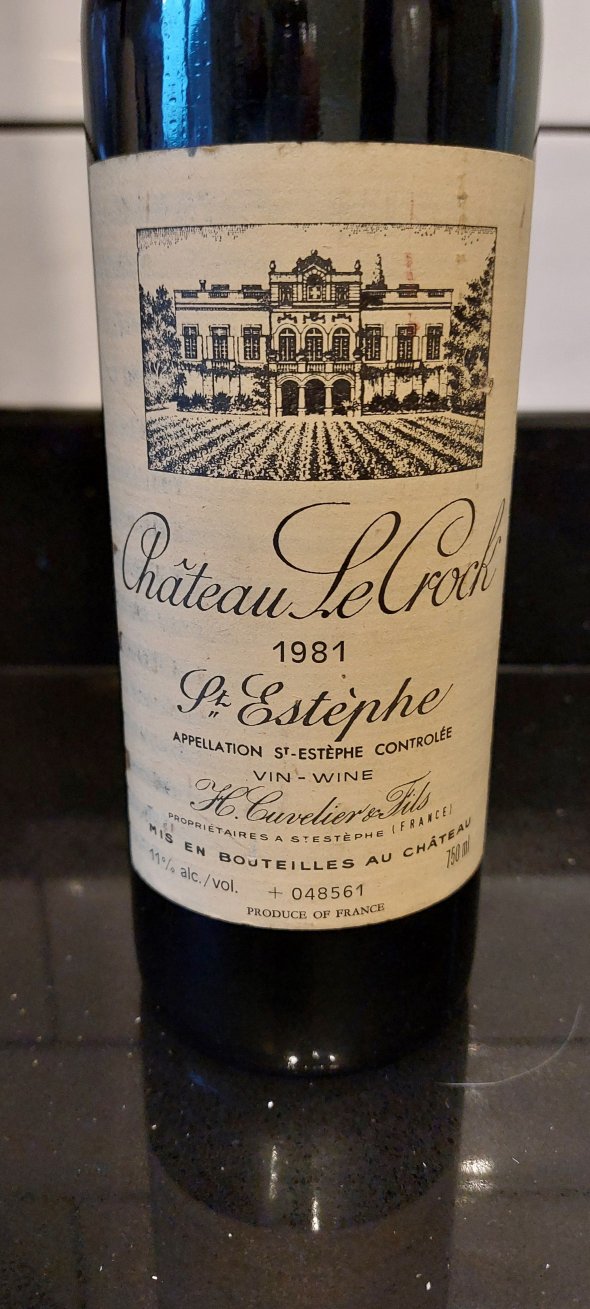 Château Le Crock
1981
St Estèphe
APPELLATION ST-ESTÈPHE CONTROLÉE
VIN - WINE
H. Cuvelier & Fils
PROPRIÉTAIRES A ST ESTÈPHE (FRANCE)
MIS EN BOUTEILLES AU CHÂTEAU
11% alc./vol. + 048561 750 ml
PRODUCE OF FRANCE